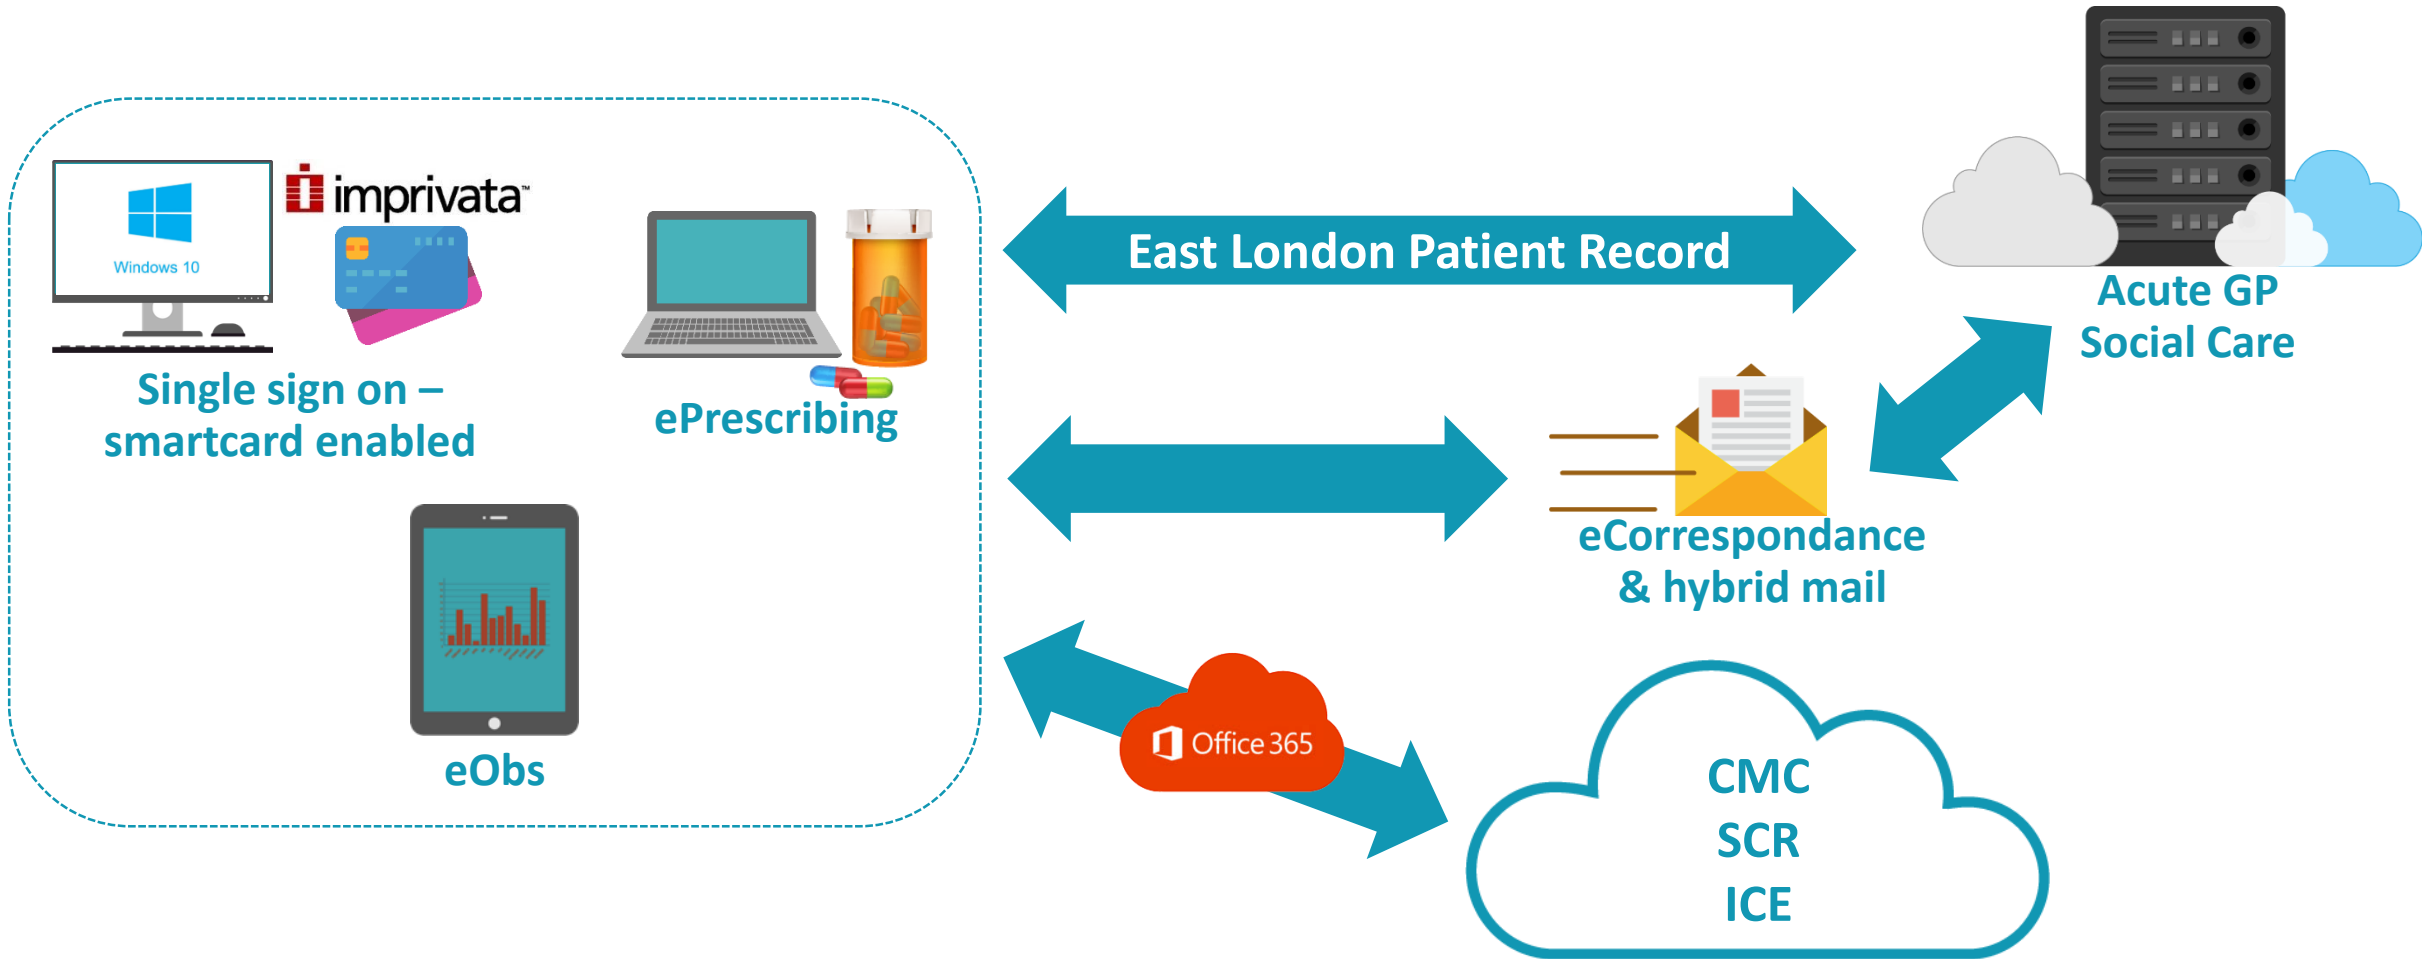 Windows 10
imprivata™
Single sign on –
smartcard enabled
ePrescribing
eObs
East London Patient Record
Acute GP
Social Care
eCorrespondance
& hybrid mail
Office 365
CMC
SCR
ICE